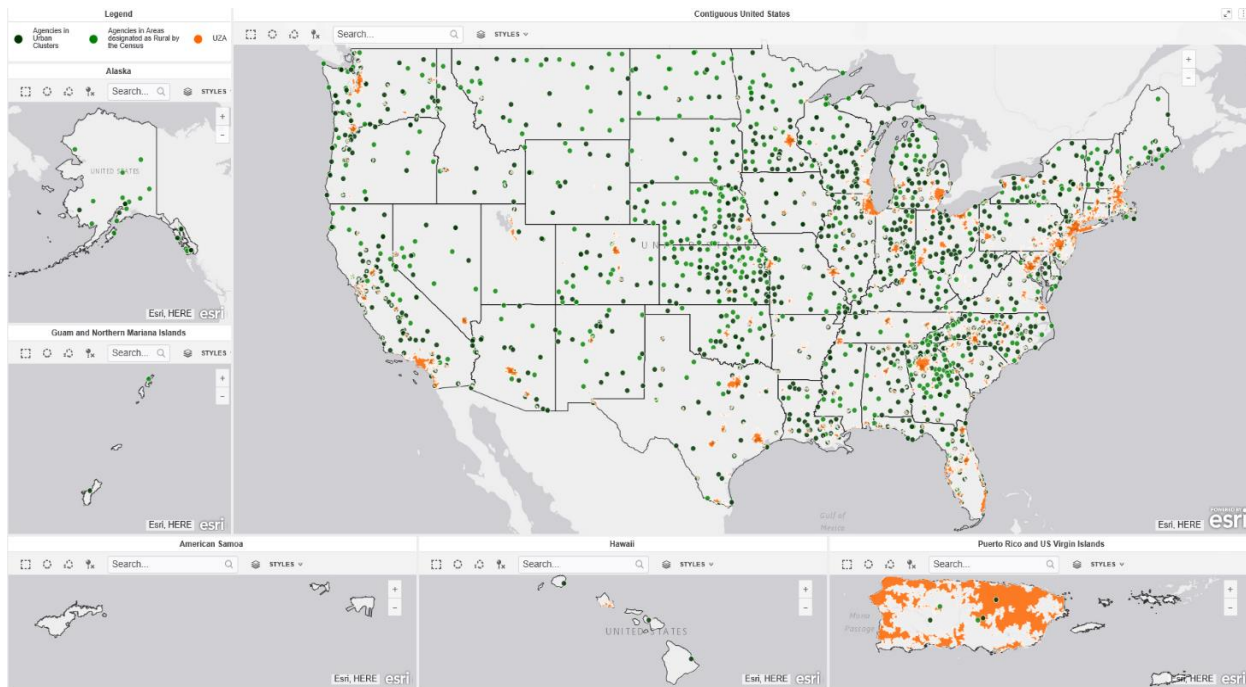 Legend
Agencies in Urban Clusters
Agencies in Areas designated as Rural by the Census
UZA
Contiguous United States
Search...
STYLES
Alaska
Search...
STYLES
UNITED STATES
Esri, HERE esri
Guam and Northern Mariana Islands
Search...
STYLES
Esri, HERE esri
Gulf of
Mexico
Esri, HERE
POWERED BY
esri
American Samoa
Search...
STYLES
Esri, HERE esri
Hawaii
Search...
STYLES
UNITED STATES
Esri, HERE esri
Puerto Rico and US Virgin Islands
Search...
STYLES
Mona
Passage
Esri, HERE esri